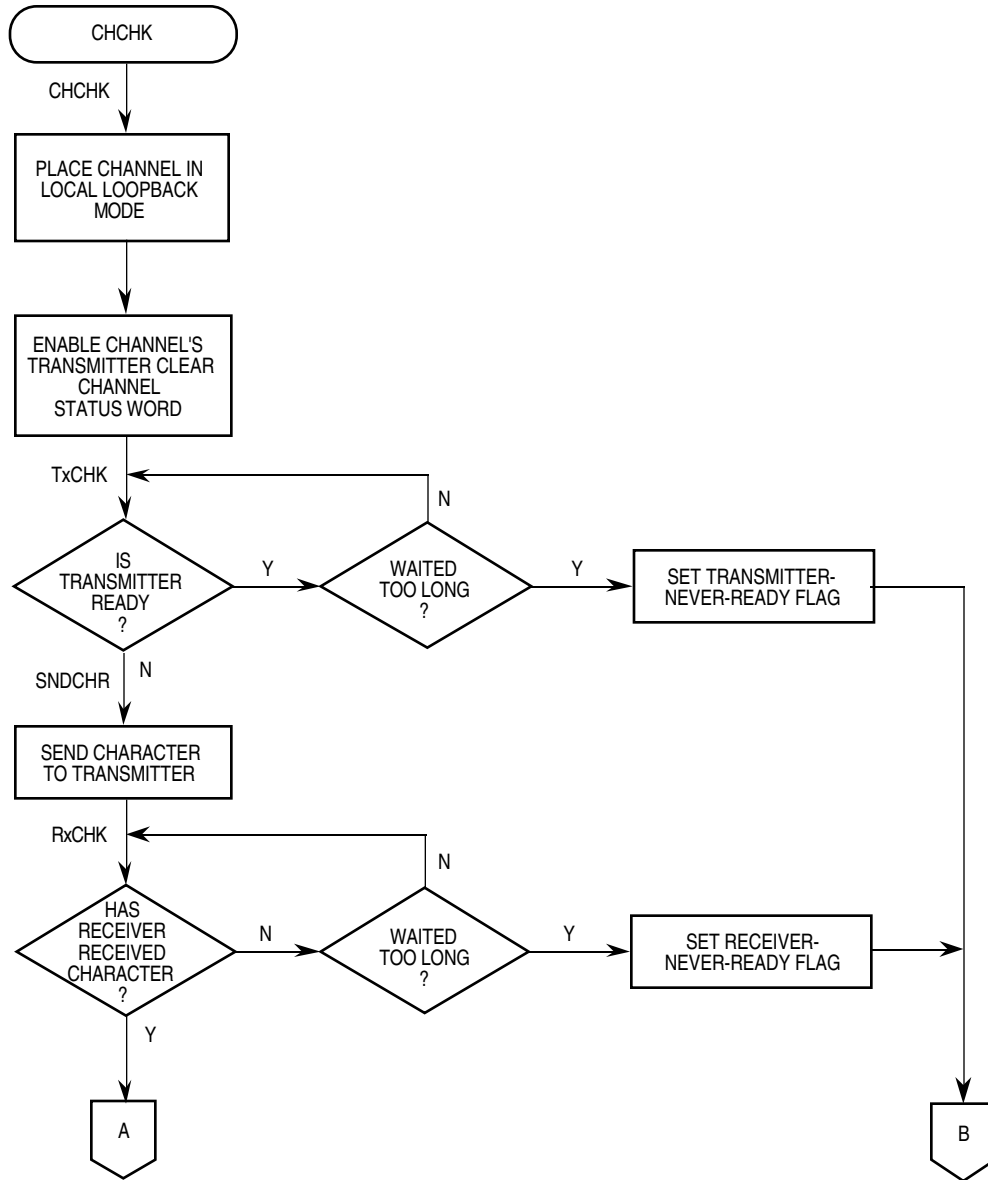 CHCHK
CHCHK
PLACE CHANNEL IN
LOCAL LOOPBACK
MODE
ENABLE CHANNEL'S
TRANSMITTER CLEAR
CHANNEL
STATUS WORD
TxCHK
N
IS
TRANSMITTER
READY
?
Y
WAITED
TOO LONG
?
Y
SET TRANSMITTER-
NEVER-READY FLAG
N
SNDCHR
SEND CHARACTER
TO TRANSMITTER
RxCHK
N
HAS
RECEIVER
RECEIVED
CHARACTER
?
N
WAITED
TOO LONG
?
Y
SET RECEIVER-
NEVER-READY FLAG
Y
A
B